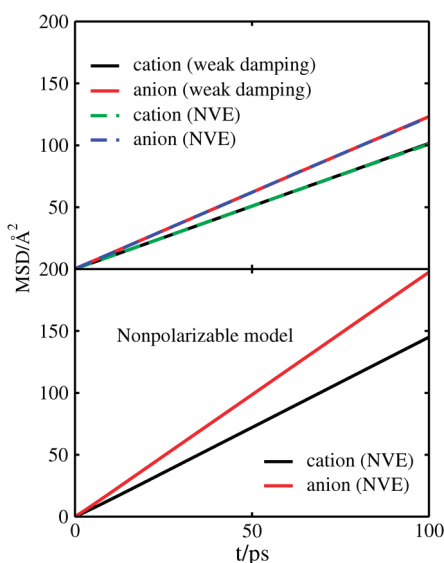 200
cation (weak damping)
anion (weak damping)
150
cation (NVE)
anion (NVE)
100
50
MSD/Å²
200
150
Nonpolarizable model
100
50
cation (NVE)
anion (NVE)
0
0
50
100
t/ps